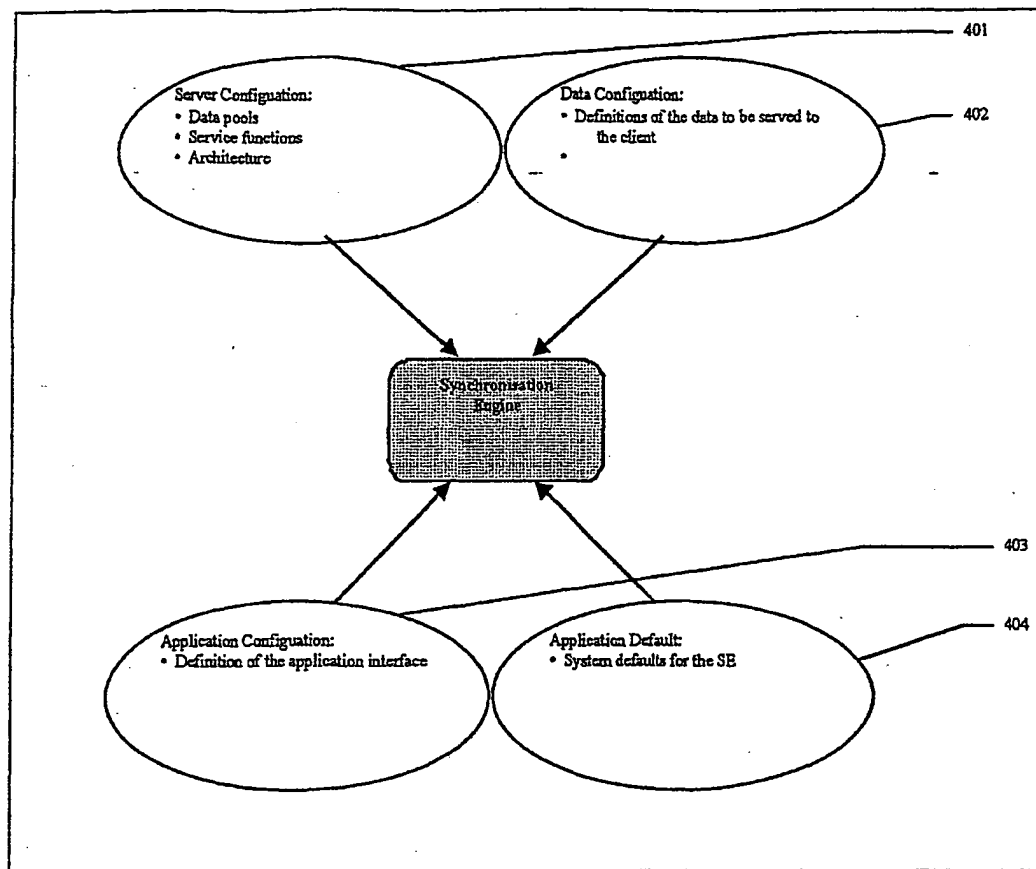 401
Server Configuation:
• Data pools
• Service functions
• Architecture
Data Configuation:
• Definitions of the data to be served to
the client
•
402
Synchronisation
Engine
403
Application Configuation:
• Definition of the application interface
Application Default:
• System defaults for the SE
404